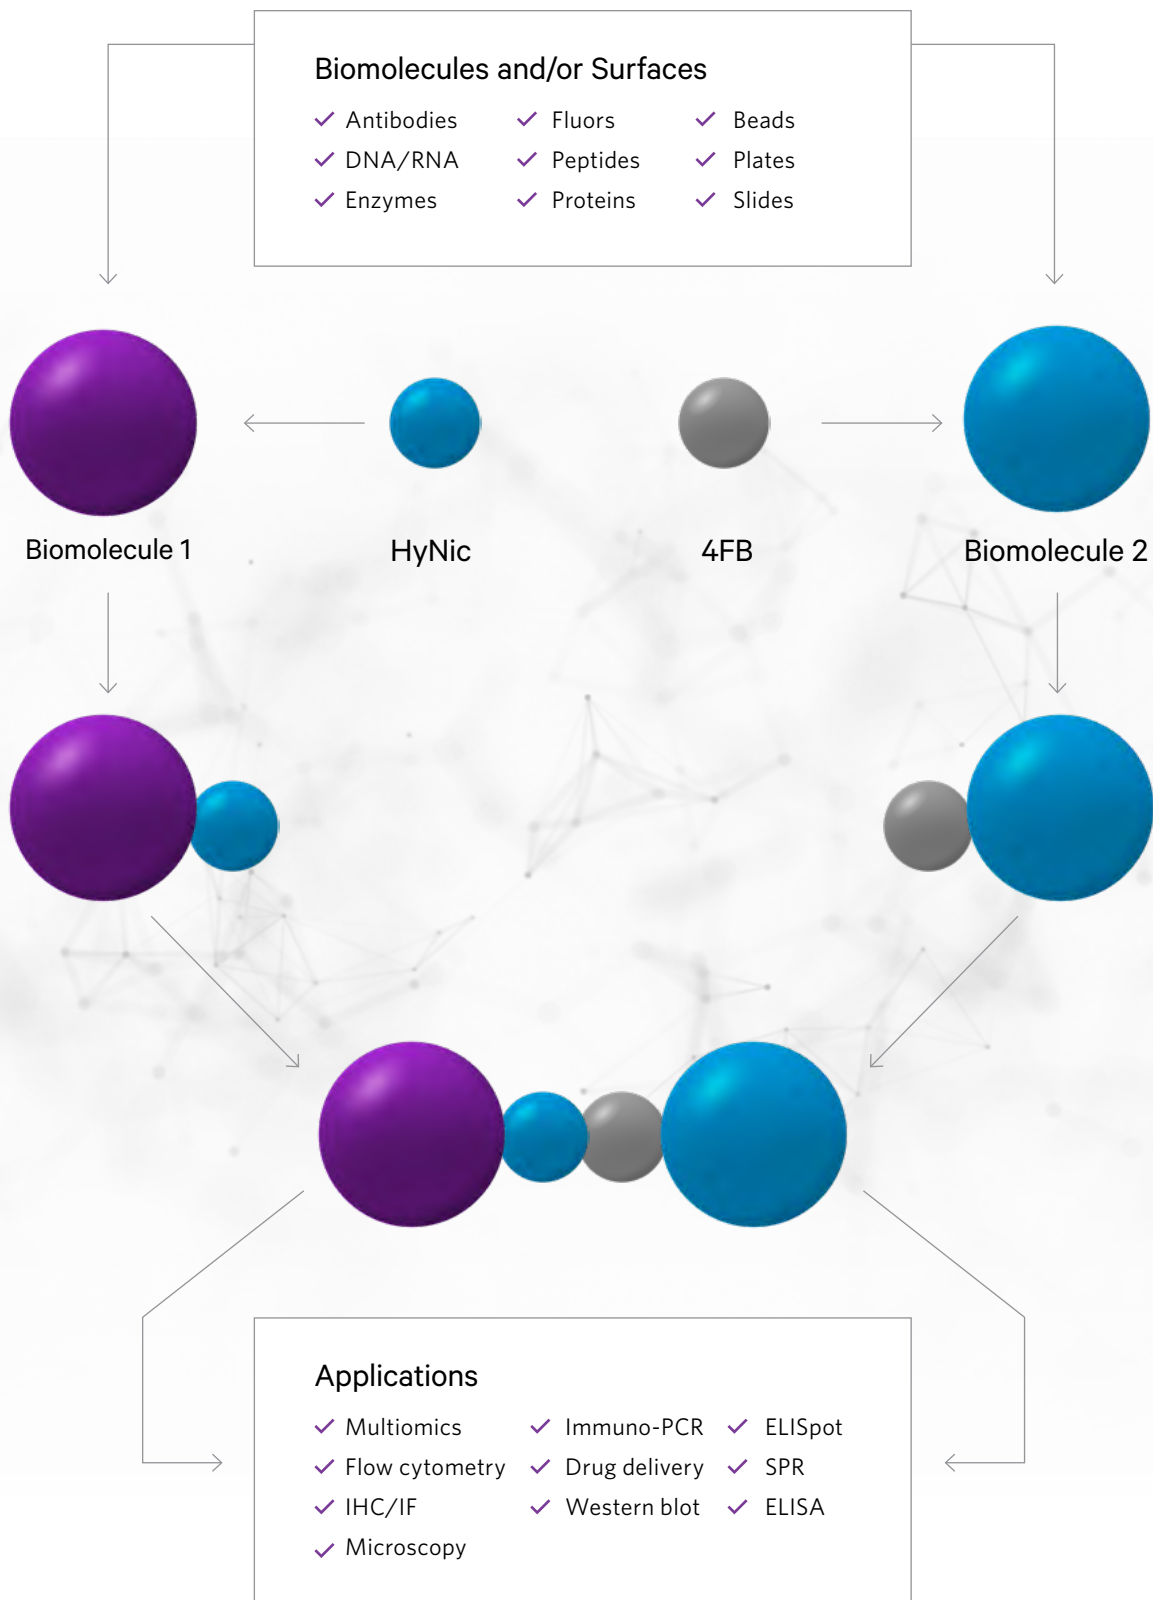 Biomolecules and/or Surfaces
Antibodies Fluors Beads
DNA/RNA Peptides Plates
Enzymes Proteins Slides
Biomolecule 1 HyNic 4FB Biomolecule 2
Applications
Multiomics Immuno-PCR ELISpot
Flow cytometry Drug delivery SPR
IHC/IF Western blot ELISA
Microscopy